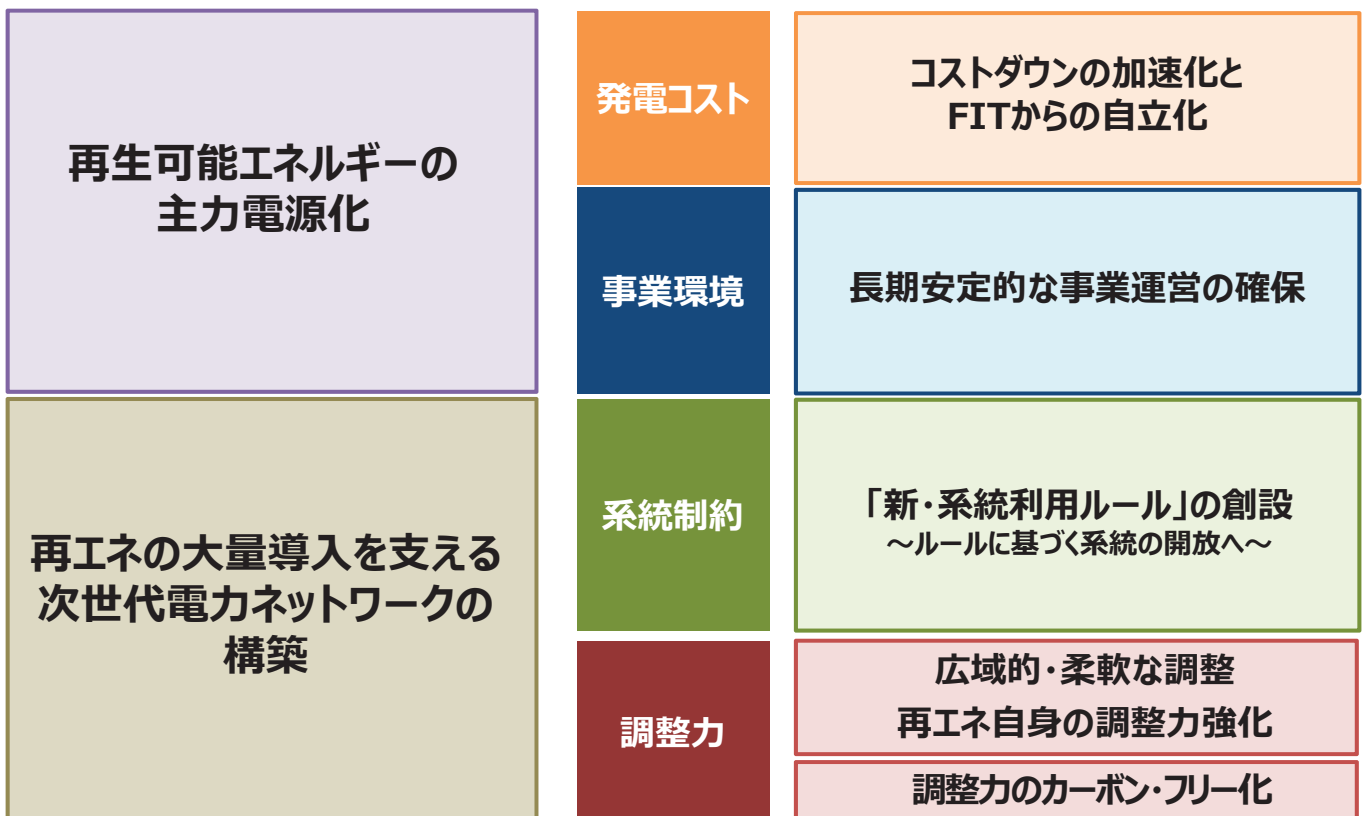 再生可能エネルギーの
主力電源化
発電コスト
コストダウンの加速化と
FITからの自立化
事業環境
長期安定的な事業運営の確保
再エネの大量導入を支える
次世代電力ネットワークの
構築
系統制約
「新・系統利用ルール」の創設
～ルールに基づく系統の開放へ～
調整力
広域的・柔軟な調整
再エネ自身の調整力強化
調整力のカーボン・フリー化